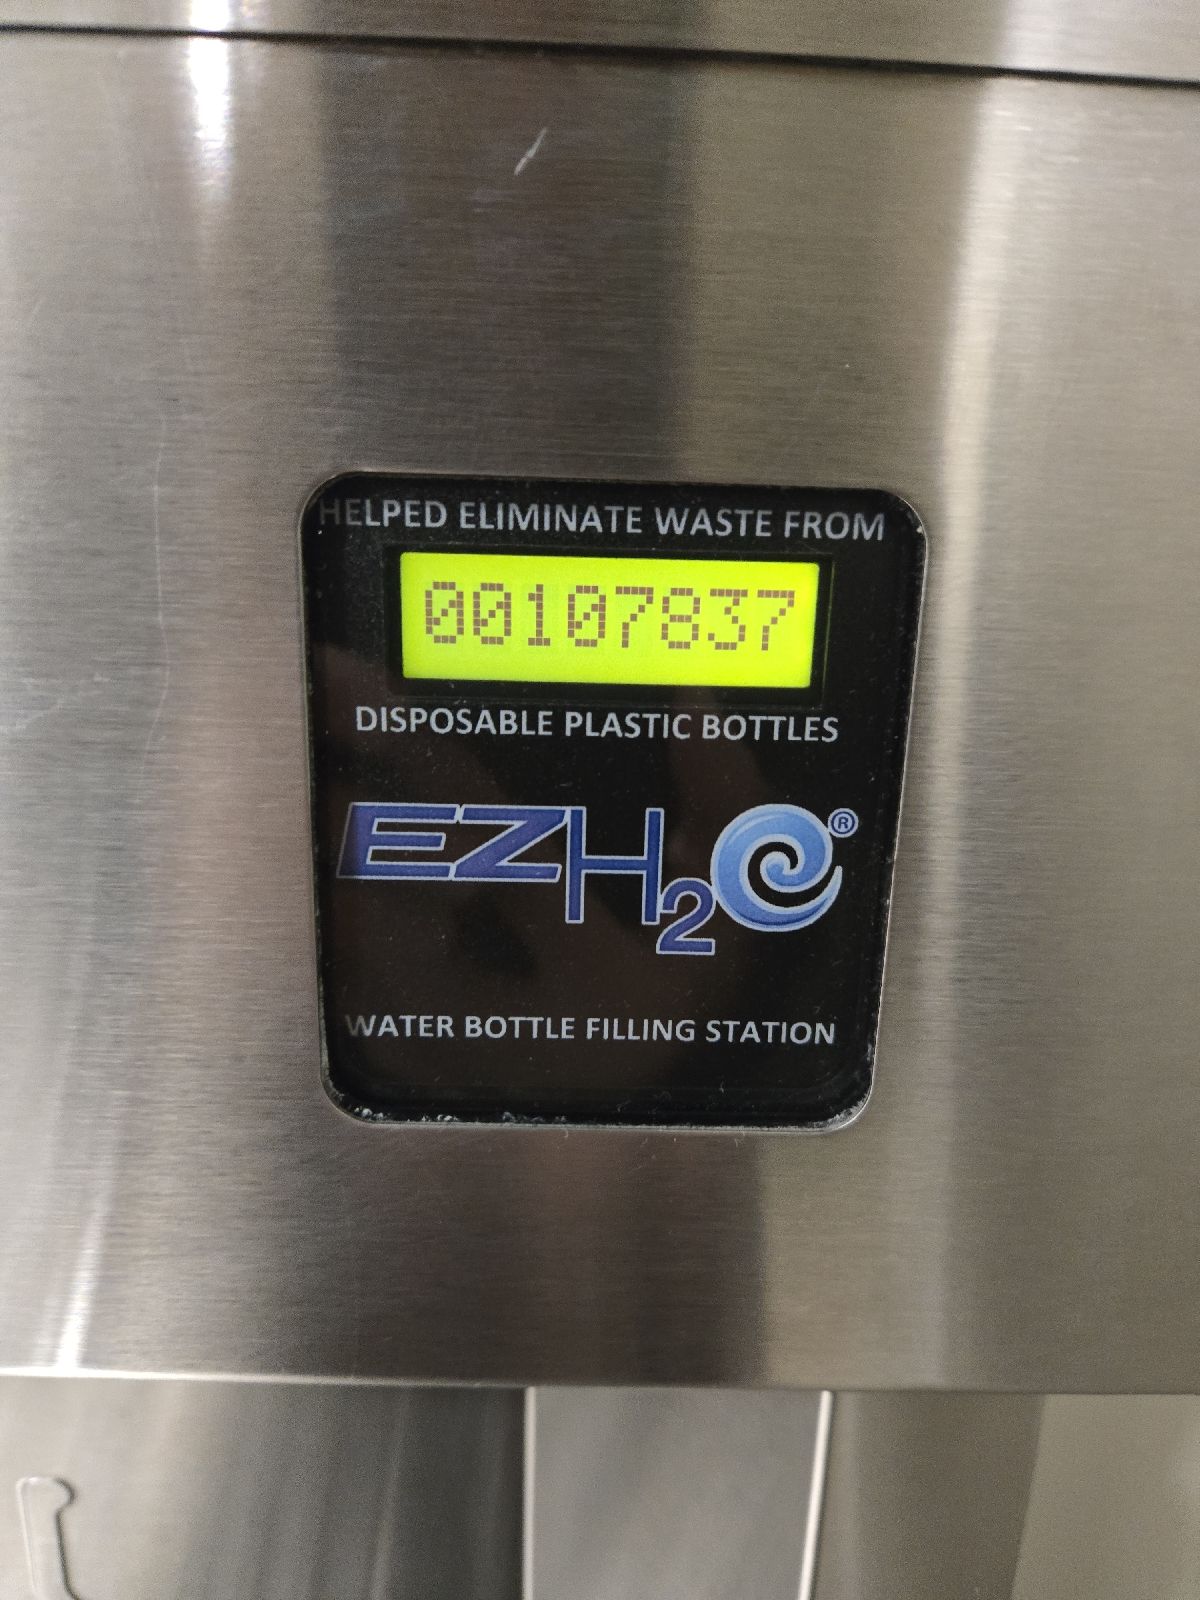 HELPED ELIMINATE WASTE FROM
00107837
DISPOSABLE PLASTIC BOTTLES
EZH2O®
WATER BOTTLE FILLING STATION